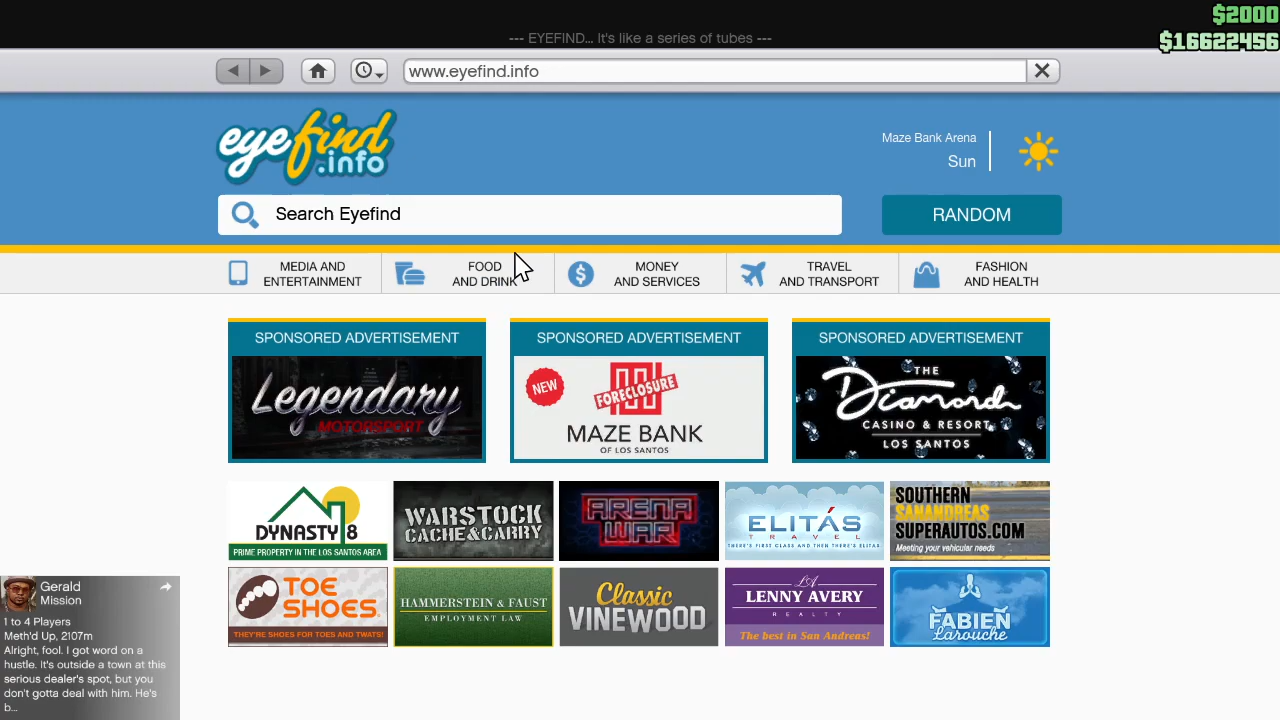 $2000
--- EYEFIND... It's like a series of tubes ---
$16622456
www.eyefind.info
eyefind
.info
Maze Bank Arena
Sun
Search Eyefind
RANDOM
MEDIA AND
ENTERTAINMENT
FOOD
AND DRINK
MONEY
AND SERVICES
TRAVEL
AND TRANSPORT
FASHION
AND HEALTH
SPONSORED ADVERTISEMENT
Legendary
MOTORSPORT
SPONSORED ADVERTISEMENT
NEW
FORECLOSURE
MAZE BANK
OF LOS SANTOS
SPONSORED ADVERTISEMENT
THE
Diamond
CASINO & RESORT
LOS SANTOS
DYNASTY 8
PRIME PROPERTY IN THE LOS SANTOS AREA
WARSTOCK
CACHE&CARRY
ARENA
WAR
ELITÁS
TRAVEL
THERE'S FIRST CLASS AND THEN THERE'S ELITÁS
SOUTHERN
SANANDREAS
SUPERAUTOS.COM
Meeting your vehicular needs
TOE
SHOES
THEY'RE SHOES FOR TOES AND TWATS!
HAMMERSTEIN & FAUST
EMPLOYMENT LAW
Classic
VINEWOOD
LA
LENNY AVERY
REALTY
The best in San Andreas!
FABIEN
Larouche
Gerald
Mission
1 to 4 Players
Meth'd Up, 2107m
Alright, fool. I got word on a
hustle. It's outside a town at this
serious dealer's spot, but you
don't gotta deal with him. He's
b...